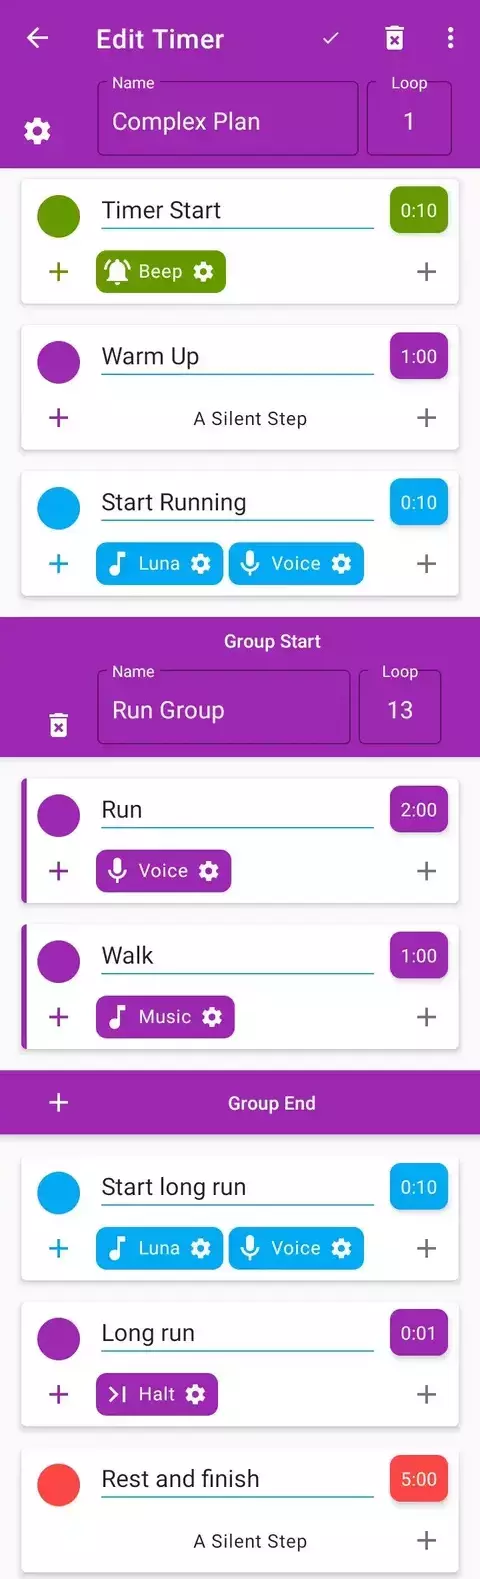 Edit Timer
Name
Loop
Complex Plan
1
Timer Start
0:10
Beep
Warm Up
1:00
A Silent Step
Start Running
0:10
Luna
Voice
Group Start
Name
Loop
Run Group
13
Run
2:00
Voice
Walk
1:00
Music
Group End
Start long run
0:10
Luna
Voice
Long run
0:01
Halt
Rest and finish
5:00
A Silent Step